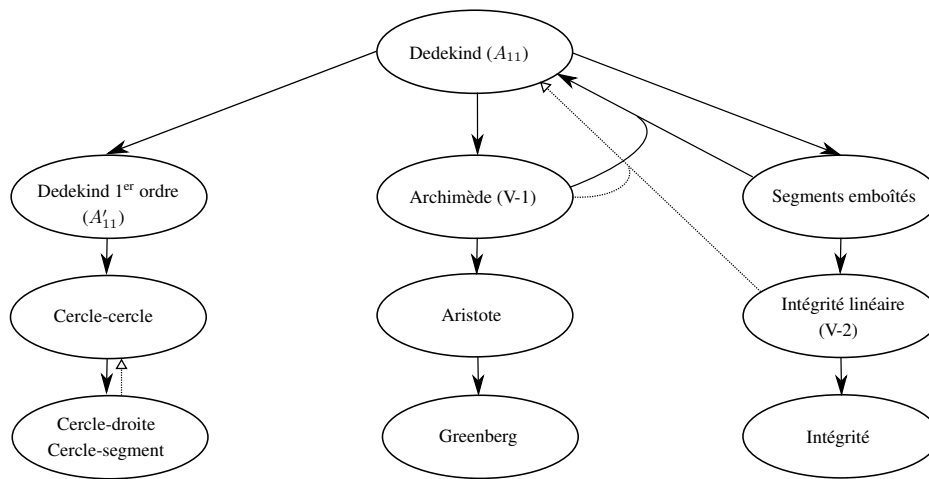 Dedekind (A₁₁)
Dedekind 1ᵉʳ ordre
(A′₁₁)
Archimède (V-1)
Segments emboîtés
Cercle-cercle
Aristote
Intégrité linéaire
(V-2)
Cercle-droite
Cercle-segment
Greenberg
Intégrité